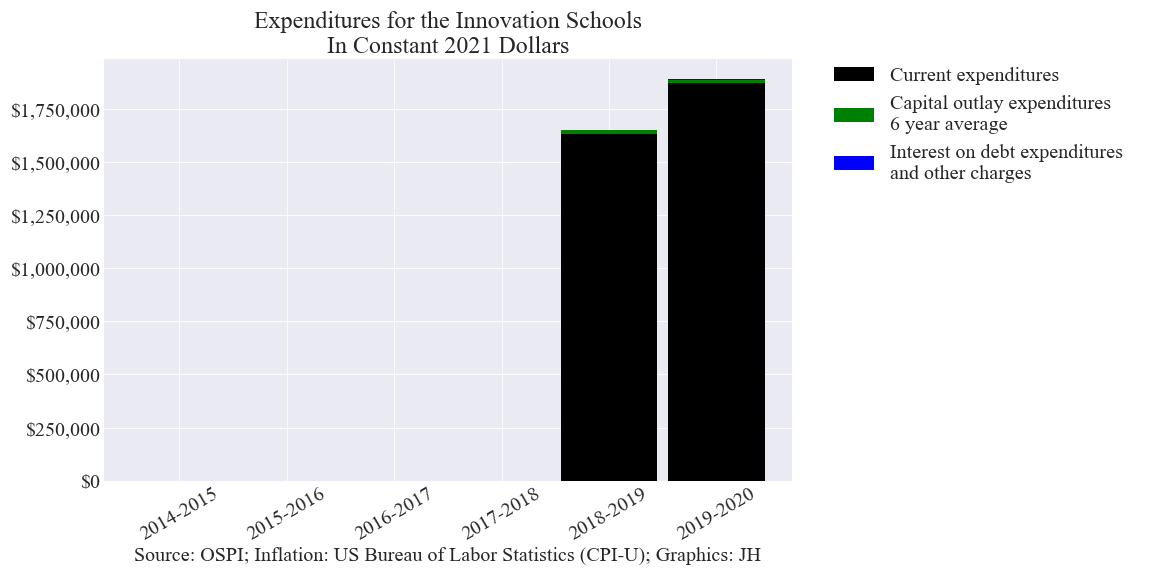 Expenditures for the Innovation Schools
In Constant 2021 Dollars
Current expenditures
Capital outlay expenditures
6 year average
Interest on debt expenditures
and other charges
$1,750,000
$1,500,000
$1,250,000
$1,000,000
$750,000
$500,000
$250,000
$0
2014-2015
2015-2016
2016-2017
2017-2018
2018-2019
2019-2020
Source: OSPI; Inflation: US Bureau of Labor Statistics (CPI-U); Graphics: JH